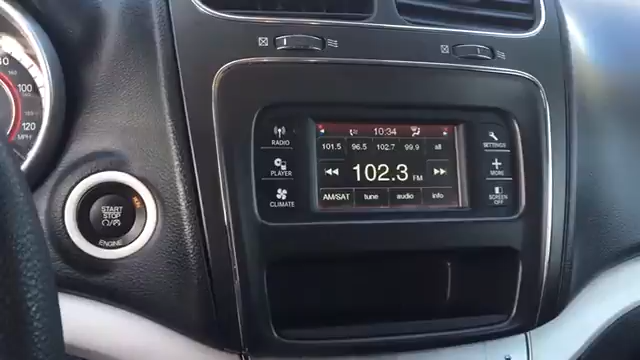 100
120
MPH
START
STOP
ENGINE
RADIO
PLAYER
CLIMATE
10:34
101.5 96.5 102.7 99.9 all
102.3 FM
AM/SAT tune audio info
SETTINGS
MORE
SCREEN
OFF